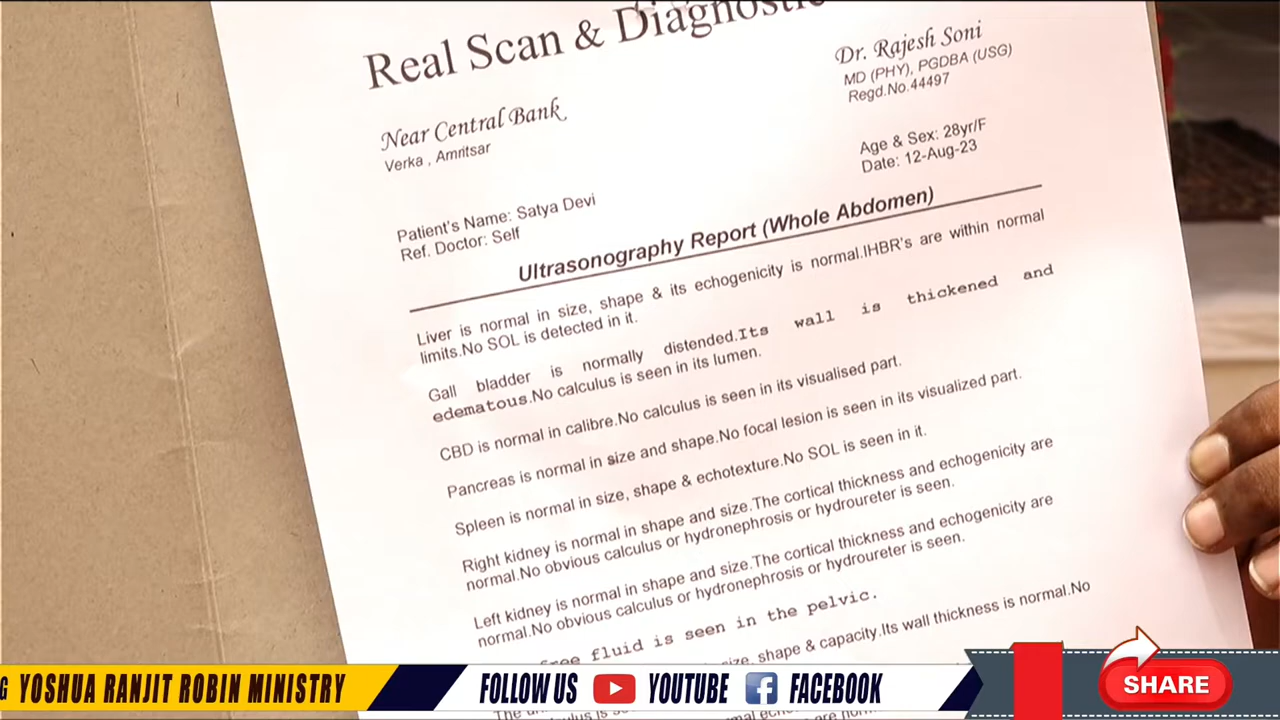 Real Scan & Diagnostic
Dr. Rajesh Soni
MD (PHY), PGDBA (USG)
Regd.No.44497
Near Central Bank
Verka , Amritsar
Age & Sex: 28yr/F
Date: 12-Aug-23
Patient's Name: Satya Devi
Ref. Doctor: Self
Ultrasonography Report (Whole Abdomen)
Liver is normal in size, shape & its echogenicity is normal.IHBR's are within normal
limits.No SOL is detected in it.
Gall bladder is normally distended.Its wall is thickened and
edematous.No calculus is seen in its lumen.
CBD is normal in calibre.No calculus is seen in its visualised part.
Pancreas is normal in size and shape.No focal lesion is seen in its visualized part.
Spleen is normal in size, shape & echotexture.No SOL is seen in it.
Right kidney is normal in shape and size.The cortical thickness and echogenicity are
normal.No obvious calculus or hydronephrosis or hydroureter is seen.
Left kidney is normal in shape and size.The cortical thickness and echogenicity are
normal.No obvious calculus or hydronephrosis or hydroureter is seen.
free fluid is seen in the pelvic.
size, shape & capacity.Its wall thickness is normal.No
G YOSHUA RANJIT ROBIN MINISTRY
FOLLOW US YOUTUBE FACEBOOK
SHARE